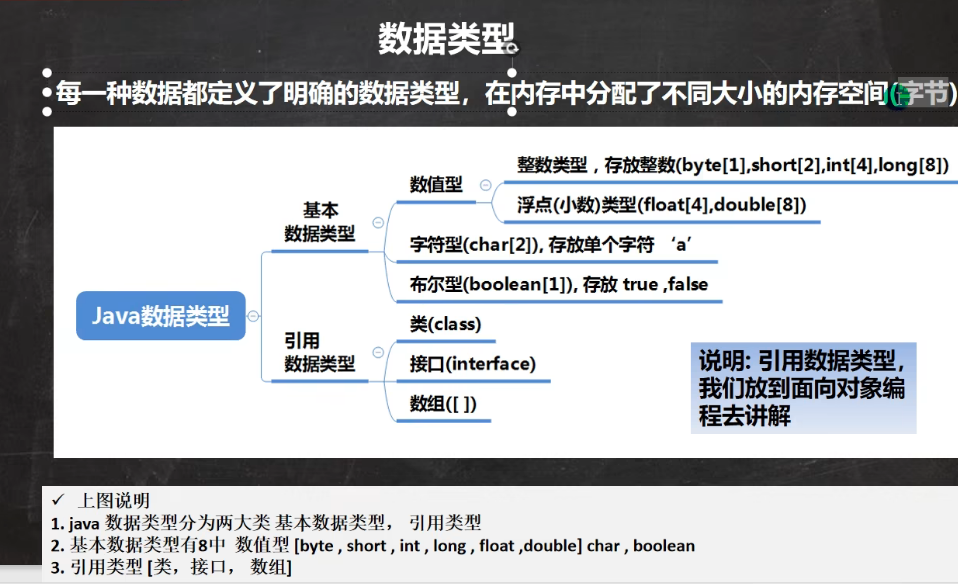 数据类型
每一种数据都定义了明确的数据类型，在内存中分配了不同大小的内存空间(字节)
整数类型，存放整数(byte[1],short[2],int[4],long[8])
数值型
浮点(小数)类型(float[4],double[8])
基本
数据类型
字符型(char[2]), 存放单个字符 ‘a’
布尔型(boolean[1]), 存放 true ,false
Java数据类型
类(class)
引用
数据类型
接口(interface)
数组([ ])
说明: 引用数据类型，
我们放到面向对象编
程去讲解
✓ 上图说明
1. java 数据类型分为两大类 基本数据类型， 引用类型
2. 基本数据类型有8中 数值型 [byte , short , int , long , float ,double] char , boolean
3. 引用类型 [类，接口， 数组]